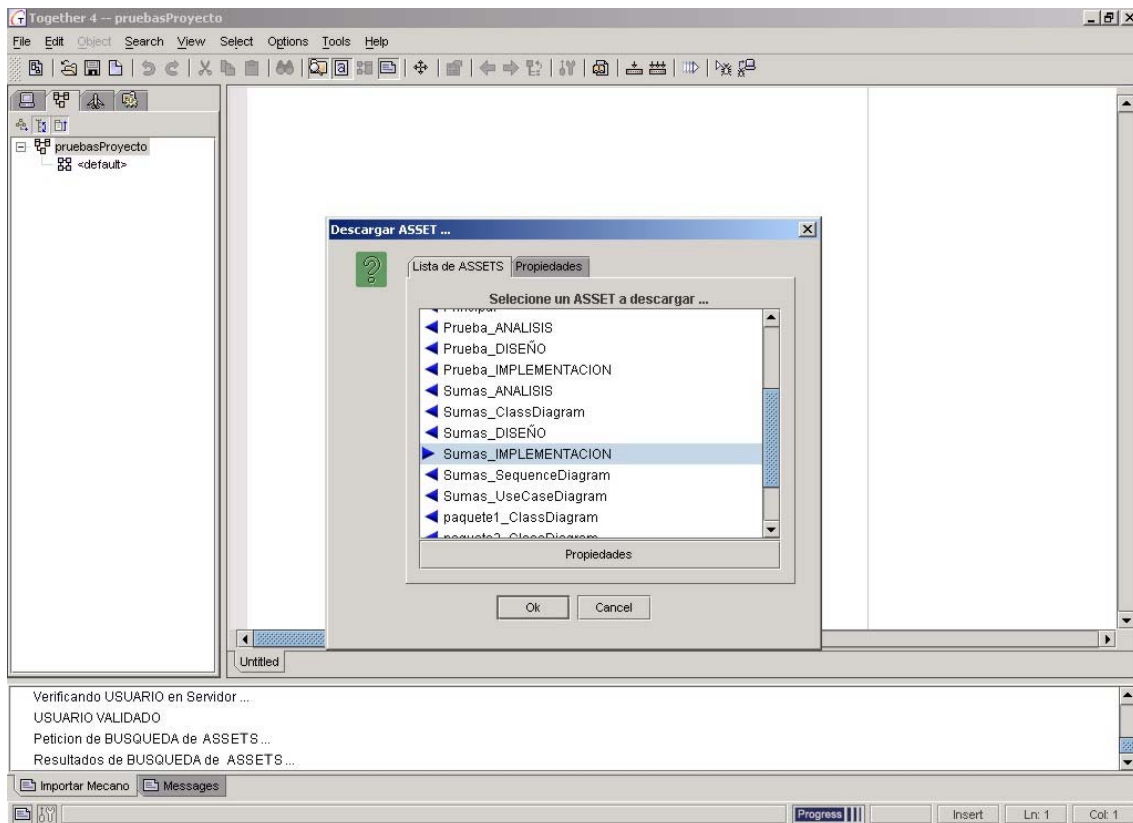 Together 4 -- pruebasProyecto
File Edit Object Search View Select Options Tools Help
pruebasProyecto
<default>
Descargar ASSET ...
Lista de ASSETS Propiedades
Selecione un ASSET a descargar ...
Principal
Prueba_ANALISIS
Prueba_DISEÑO
Prueba_IMPLEMENTACION
Sumas_ANALISIS
Sumas_ClassDiagram
Sumas_DISEÑO
Sumas_IMPLEMENTACION
Sumas_SequenceDiagram
Sumas_UseCaseDiagram
paquete1_ClassDiagram
paquete2_ClassDiagram
Propiedades
Ok Cancel
Untitled
Verificando USUARIO en Servidor ...
USUARIO VALIDADO
Peticion de BUSQUEDA de ASSETS ...
Resultados de BUSQUEDA de ASSETS ...
Importar Mecano Messages
Progress Insert Ln: 1 Col: 1